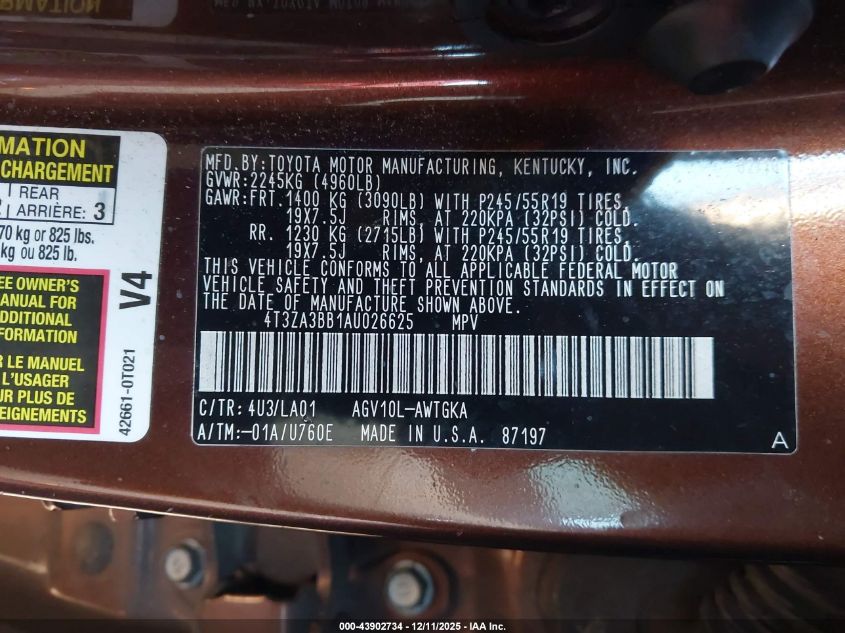 RMATION
CHARGEMENT
REAR
ARRIÈRE: 3
70 kg or 825 lbs.
kg ou 825 lb.
EE OWNER'S
MANUAL FOR
ADDITIONAL
NFORMATION
R LE MANUEL
L'USAGER
UR PLUS DE
SEIGNEMENTS
V4
42661-0T021
MFD.BY:TOYOTA MOTOR MANUFACTURING, KENTUCKY, INC.
GVWR:2245KG (4960LB)
GAWR:FRT. 1400 KG (3090LB) WITH P245/55R19 TIRES.
19X7.5J RIMS, AT 220KPA (32PSI) COLD.
RR. 1230 KG (2715LB) WITH P245/55R19 TIRES,
19X7.5J RIMS, AT 220KPA (32PSI) COLD.
THIS VEHICLE CONFORMS TO ALL APPLICABLE FEDERAL MOTOR
VEHICLE SAFETY AND THEFT PREVENTION STANDARDS IN EFFECT ON
THE DATE OF MANUFACTURE SHOWN ABOVE.
4T3ZA3BB1AU026625 MPV
C/TR: 4U3/LA01 AGV10L-AWTGKA
A/TM:-01A/U760E MADE IN U.S.A. 87197
A
000-43902734 - 12/11/2025 - IAA Inc.